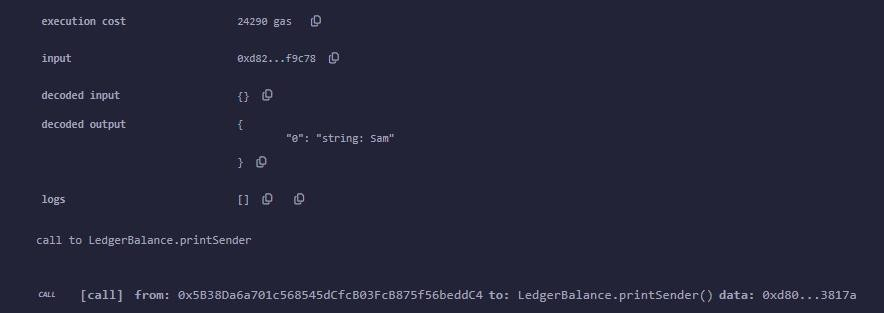 execution cost 24290 gas
input 0xd82...f9c78
decoded input {}
decoded output {
"0": "string: Sam"
}
logs []
call to LedgerBalance.printSender
CALL [call] from: 0x5B38Da6a701c568545dCfcB03FcB875f56beddC4 to: LedgerBalance.printSender() data: 0xd80...3817a